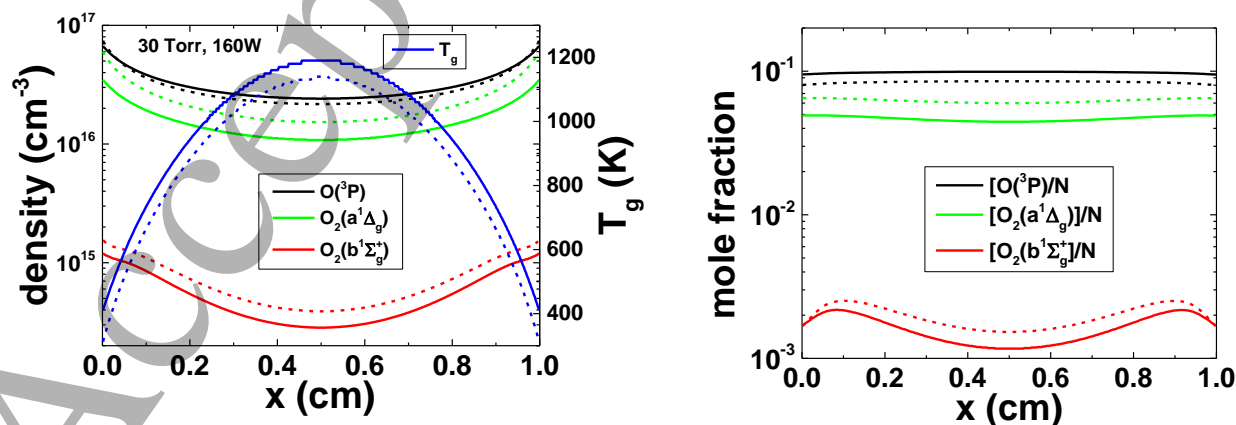 30 Torr, 160W
T_g
density (cm^-3)
10^17
10^16
10^15
O(^3P)
O_2(a^1Δ_g)
O_2(b^1Σ_g^+)
1200
1000
800
600
400
T_g (K)
0.0 0.2 0.4 0.6 0.8 1.0
x (cm)
mole fraction
10^-1
10^-2
10^-3
[O(^3P)/N
[O_2(a^1Δ_g)]/N
[O_2(b^1Σ_g^+]/N
0.0 0.2 0.4 0.6 0.8 1.0
x (cm)
Accep